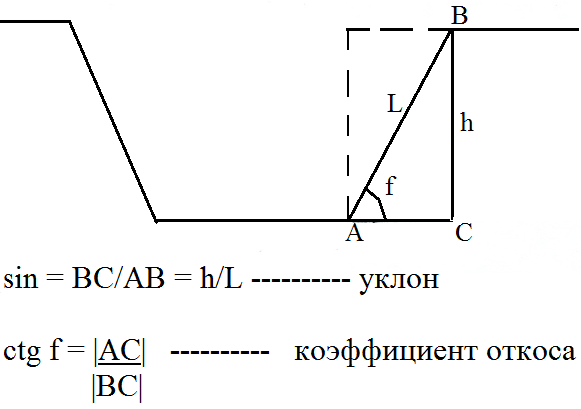 B
L
h
f
A
C
sin = BC/AB = h/L ---------- уклон
ctg f = |AC| ---------- коэффициент откоса
|BC|